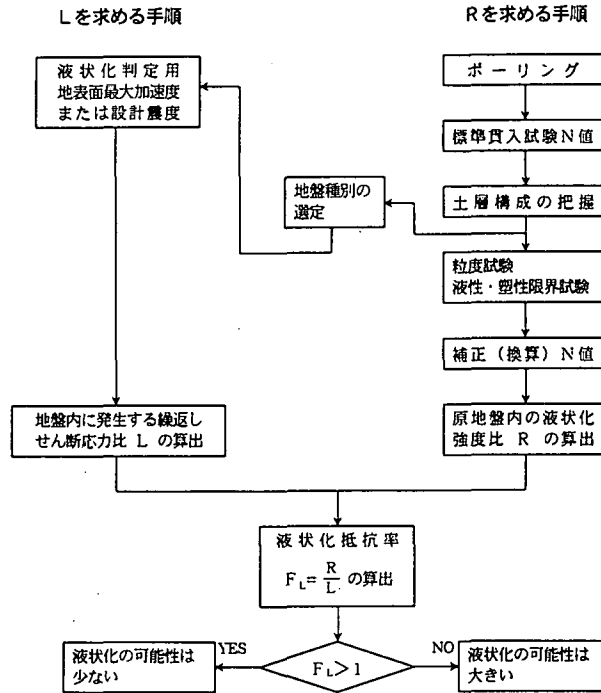 Lを求める手順
Rを求める手順
液状化判定用
地表面最大加速度
または設計震度
ボーリング
標準貫入試験N値
地盤種別の
選定
土層構成の把握
粒度試験
液性・塑性限界試験
補正（換算）N値
地盤内に発生する繰返し
せん断応力比 L の算出
原地盤内の液状化
強度比 R の算出
液状化抵抗率
FL=R/L の算出
液状化の可能性は
少ない
YES
FL>1
NO
液状化の可能性は
大きい